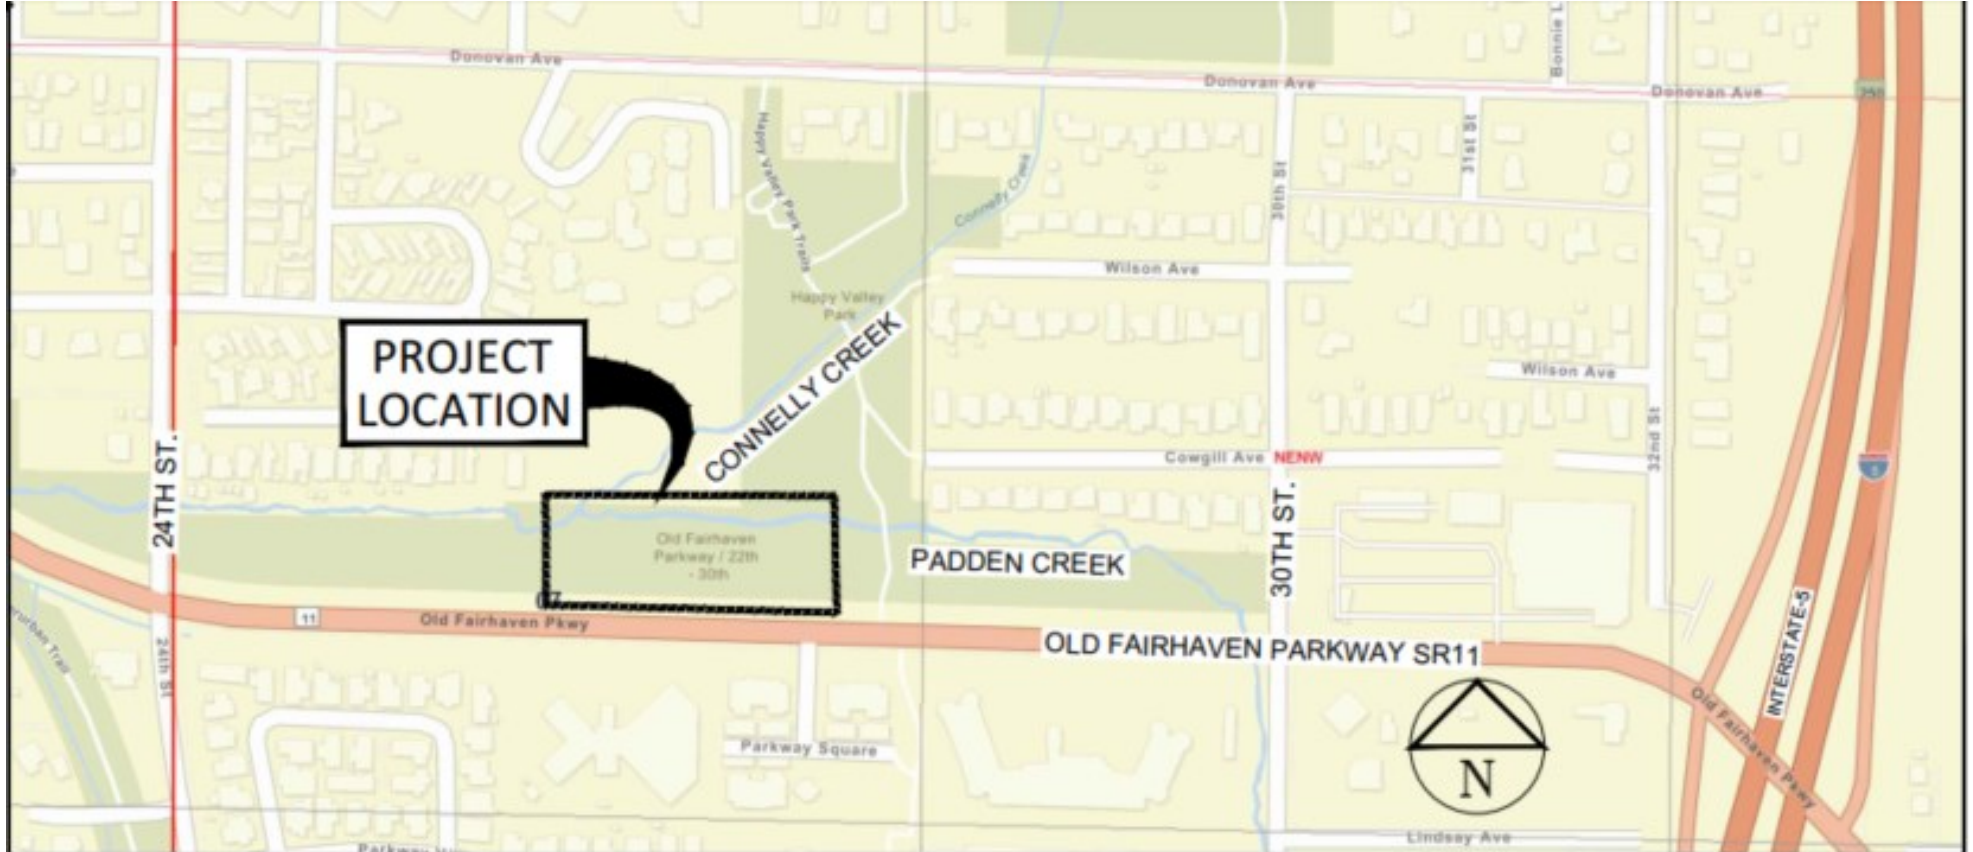 Donovan Ave
Donovan Ave
Donovan Ave
250
Happy Valley Park Trails
Connelly Creek
30th St
31st St
Wilson Ave
Happy Valley
Park
PROJECT
LOCATION
CONNELLY CREEK
Wilson Ave
32nd St
Cowgill Ave
NENW
5
24TH ST.
30TH ST.
Old Fairhaven
Parkway / 22th
- 30th
PADDEN CREEK
11
Old Fairhaven Pkwy
OLD FAIRHAVEN PARKWAY SR11
INTERSTATE-5
24th St
Old Fairhaven Pkwy
Parkway Square
N
Lindsay Ave